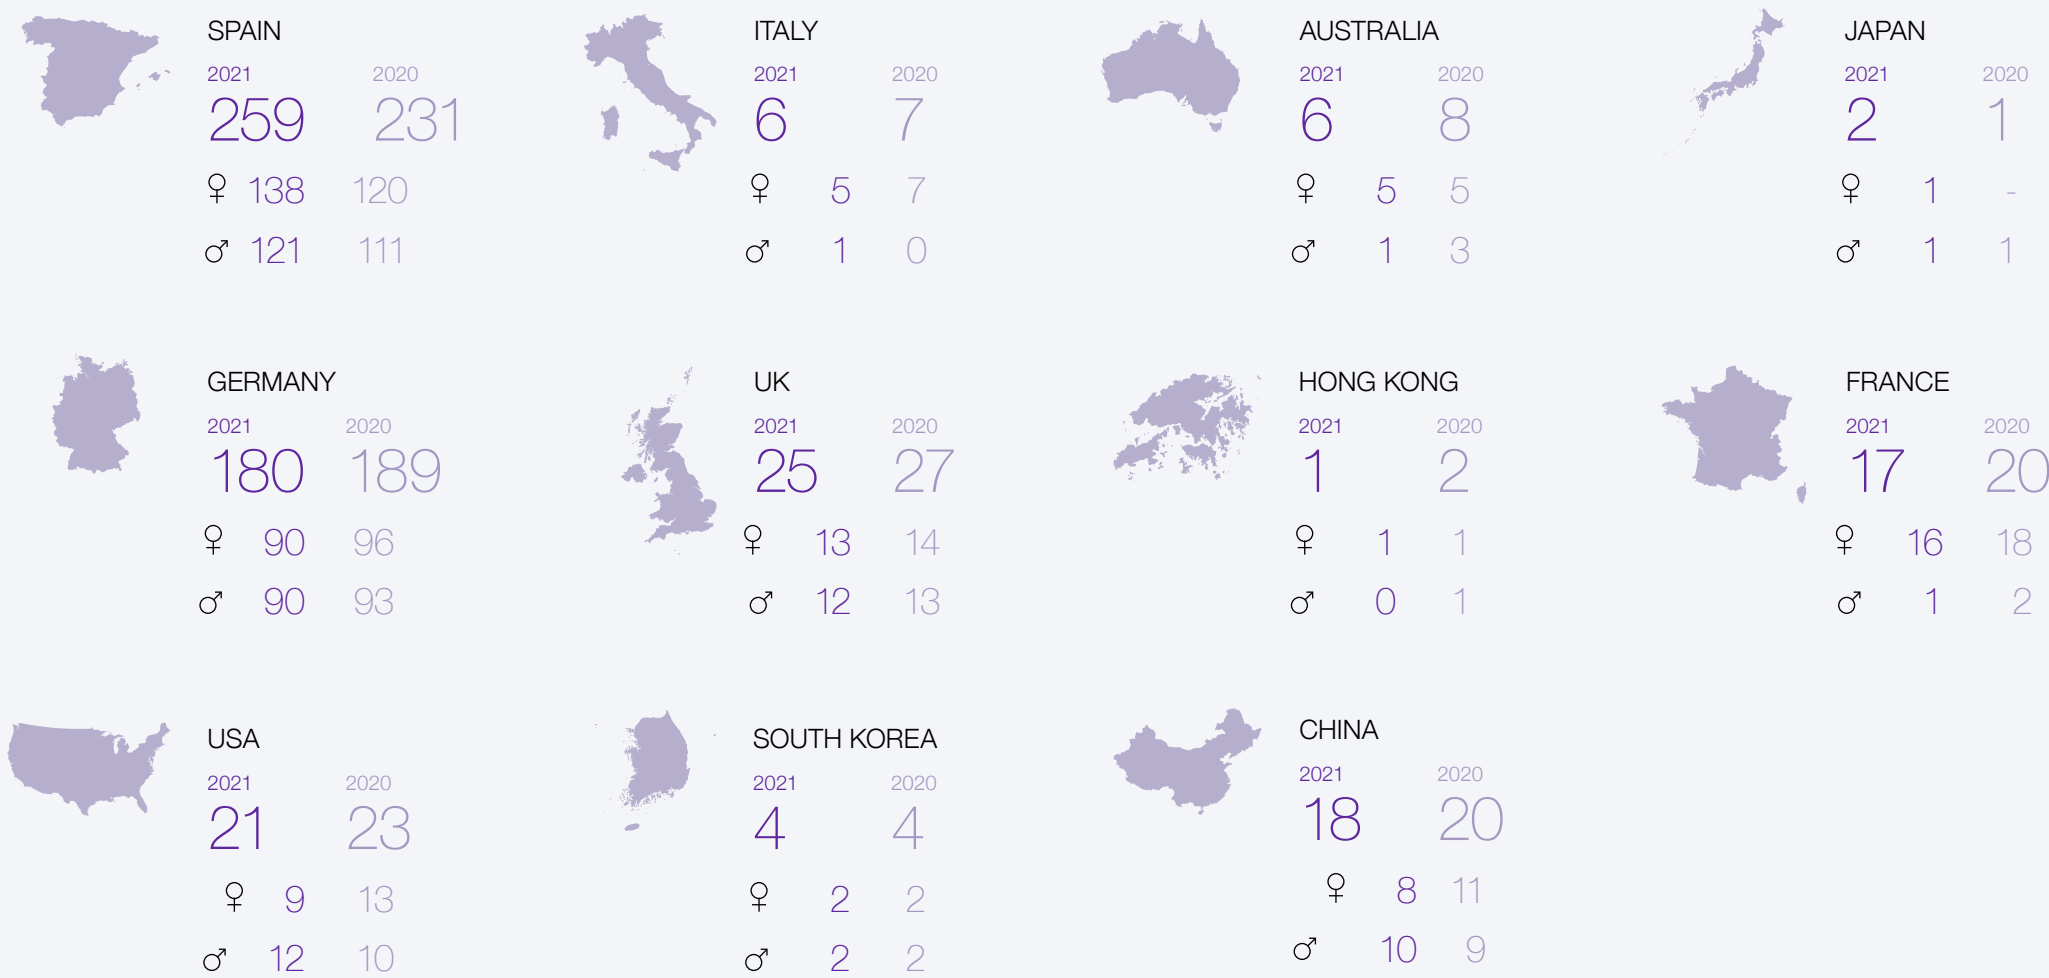 SPAIN
2021 2020
259 231
♀ 138 120
♂ 121 111
ITALY
2021 2020
6 7
♀ 5 7
♂ 1 0
AUSTRALIA
2021 2020
6 8
♀ 5 5
♂ 1 3
JAPAN
2021 2020
2 1
♀ 1 -
♂ 1 1
GERMANY
2021 2020
180 189
♀ 90 96
♂ 90 93
UK
2021 2020
25 27
♀ 13 14
♂ 12 13
HONG KONG
2021 2020
1 2
♀ 1 1
♂ 0 1
FRANCE
2021 2020
17 20
♀ 16 18
♂ 1 2
USA
2021 2020
21 23
♀ 9 13
♂ 12 10
SOUTH KOREA
2021 2020
4 4
♀ 2 2
♂ 2 2
CHINA
2021 2020
18 20
♀ 8 11
♂ 10 9